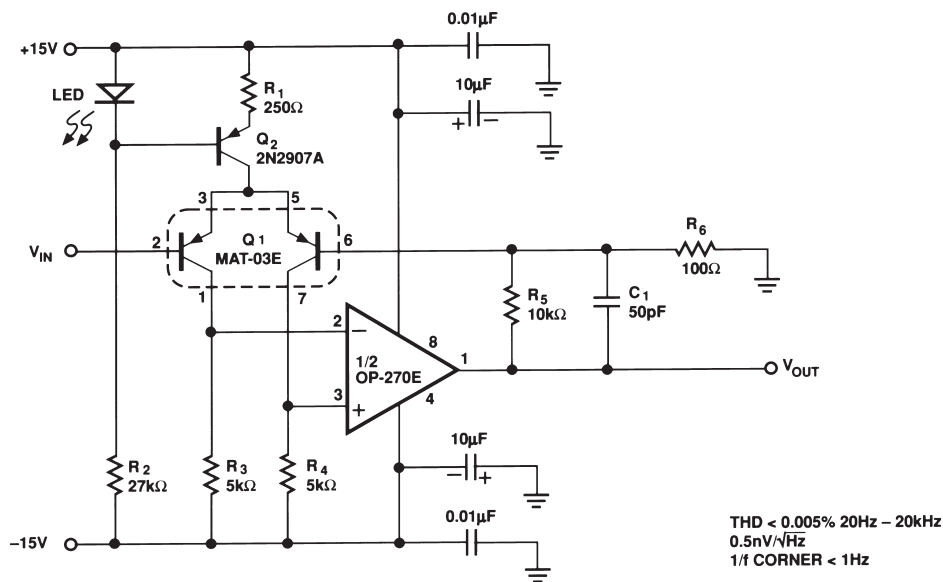 0.01μF
+15V
LED
R1
250Ω
10μF
+ −
Q2
2N2907A
3
5
VIN
2
Q1
MAT-03E
6
R6
100Ω
1
7
R5
10kΩ
C1
50pF
2
−
8
1/2
OP-270E
1
VOUT
3
+
4
10μF
− +
R2
27kΩ
R3
5kΩ
R4
5kΩ
0.01μF
−15V
THD < 0.005% 20Hz – 20kHz
0.5nV/√Hz
1/f CORNER < 1Hz